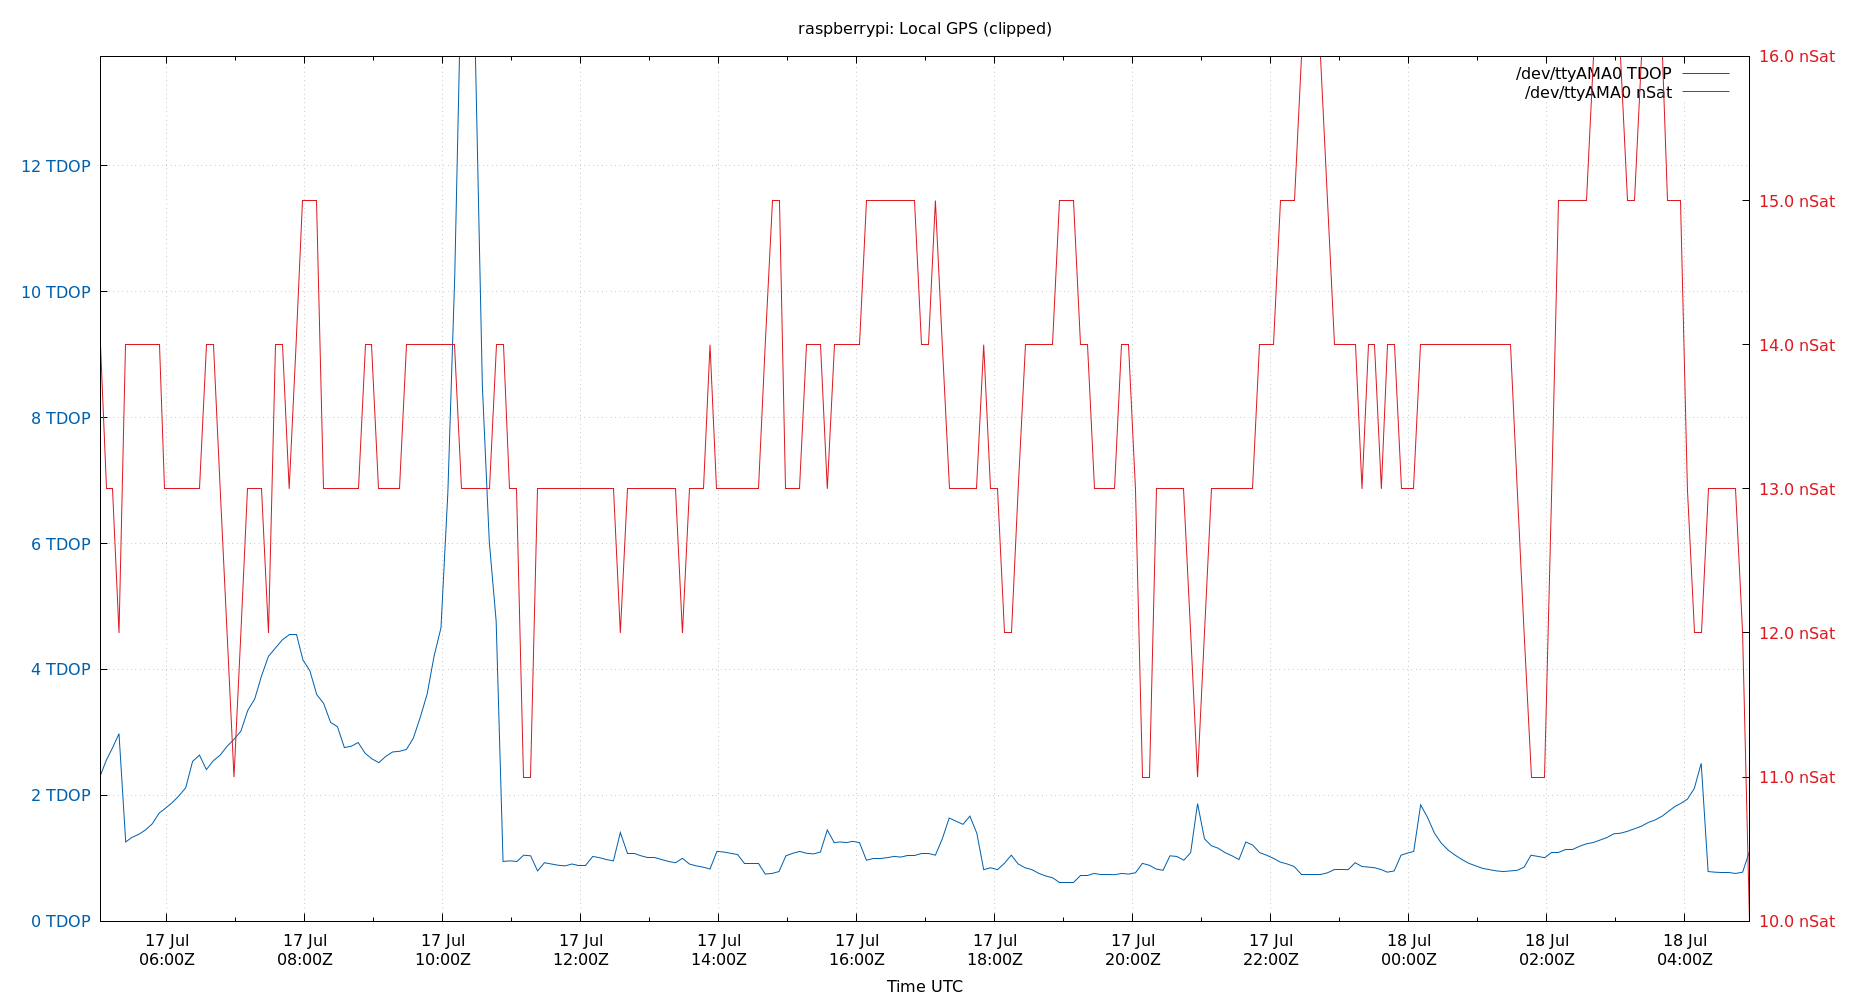 raspberrypi: Local GPS (clipped)
/dev/ttyAMA0 TDOP
/dev/ttyAMA0 nSat
12 TDOP
10 TDOP
8 TDOP
6 TDOP
4 TDOP
2 TDOP
0 TDOP
16.0 nSat
15.0 nSat
14.0 nSat
13.0 nSat
12.0 nSat
11.0 nSat
10.0 nSat
17 Jul 17 Jul 17 Jul 17 Jul 17 Jul 17 Jul 17 Jul 17 Jul 17 Jul 18 Jul 18 Jul 18 Jul
06:00Z 08:00Z 10:00Z 12:00Z 14:00Z 16:00Z 18:00Z 20:00Z 22:00Z 00:00Z 02:00Z 04:00Z
Time UTC